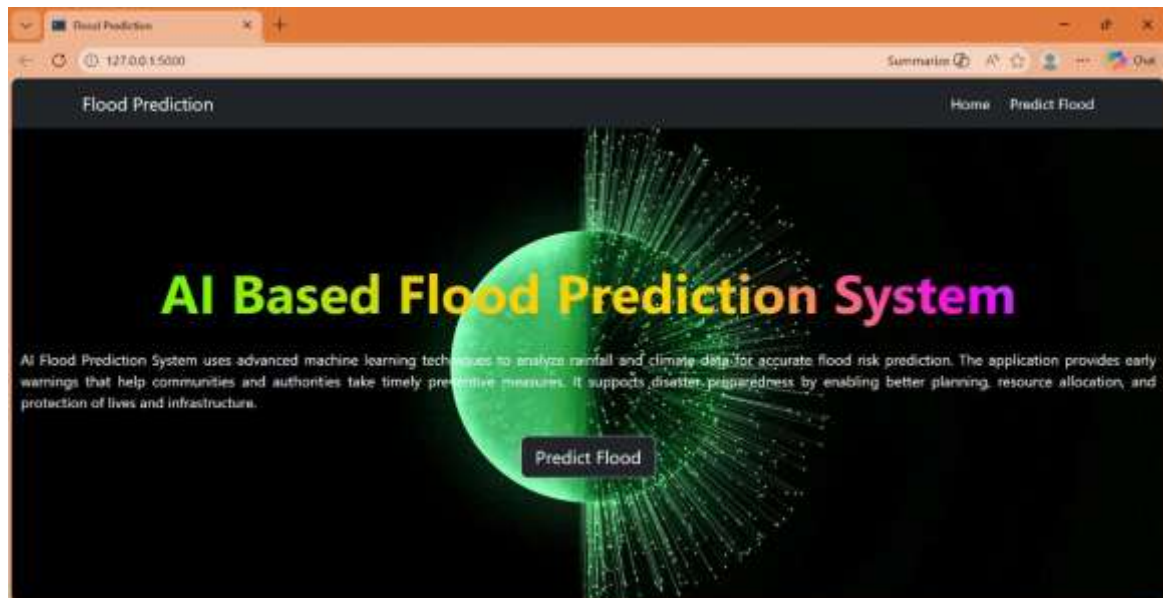 Flood Prediction
127.0.0.1:5000
Summarize
Chat
Flood Prediction
Home Predict Flood
AI Based Flood Prediction System
AI Flood Prediction System uses advanced machine learning techniques to analyze rainfall and climate data for accurate flood risk prediction. The application provides early
warnings that help communities and authorities take timely preventive measures. It supports disaster preparedness by enabling better planning, resource allocation, and
protection of lives and infrastructure.
Predict Flood